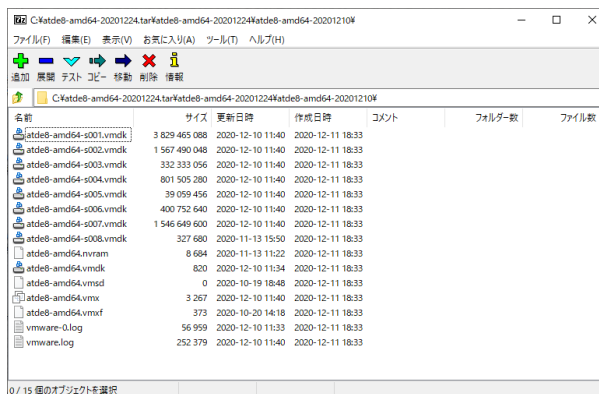 7z C:¥atde8-amd64-20201224.tar¥atde8-amd64-20201224¥atde8-amd64-20201210¥
ファイル(F) 編集(E) 表示(V) お気に入り(A) ツール(T) ヘルプ(H)
追加 展開 テスト コピー 移動 削除 情報
C:¥atde8-amd64-20201224.tar¥atde8-amd64-20201224¥atde8-amd64-20201210¥
名前 サイズ 更新日時 作成日時 コメント フォルダー数 ファイル数
atde8-amd64-s001.vmdk 3 829 465 088 2020-12-10 11:40 2020-12-11 18:33
atde8-amd64-s002.vmdk 1 567 490 048 2020-12-10 11:40 2020-12-11 18:33
atde8-amd64-s003.vmdk 332 333 056 2020-12-10 11:40 2020-12-11 18:33
atde8-amd64-s004.vmdk 801 505 280 2020-12-10 11:40 2020-12-11 18:33
atde8-amd64-s005.vmdk 39 059 456 2020-12-10 11:40 2020-12-11 18:33
atde8-amd64-s006.vmdk 400 752 640 2020-12-10 11:40 2020-12-11 18:33
atde8-amd64-s007.vmdk 1 546 649 600 2020-12-10 11:40 2020-12-11 18:33
atde8-amd64-s008.vmdk 327 680 2020-11-13 15:50 2020-12-11 18:33
atde8-amd64.nvram 8 684 2020-11-13 11:22 2020-12-11 18:33
atde8-amd64.vmdk 820 2020-12-10 11:34 2020-12-11 18:33
atde8-amd64.vmsd 0 2020-10-19 18:48 2020-12-11 18:33
atde8-amd64.vmx 3 267 2020-12-10 11:40 2020-12-11 18:33
atde8-amd64.vmxf 373 2020-10-20 14:18 2020-12-11 18:33
vmware-0.log 56 959 2020-12-10 11:33 2020-12-11 18:33
vmware.log 252 379 2020-12-10 11:40 2020-12-11 18:33
0 / 15 個のオブジェクトを選択